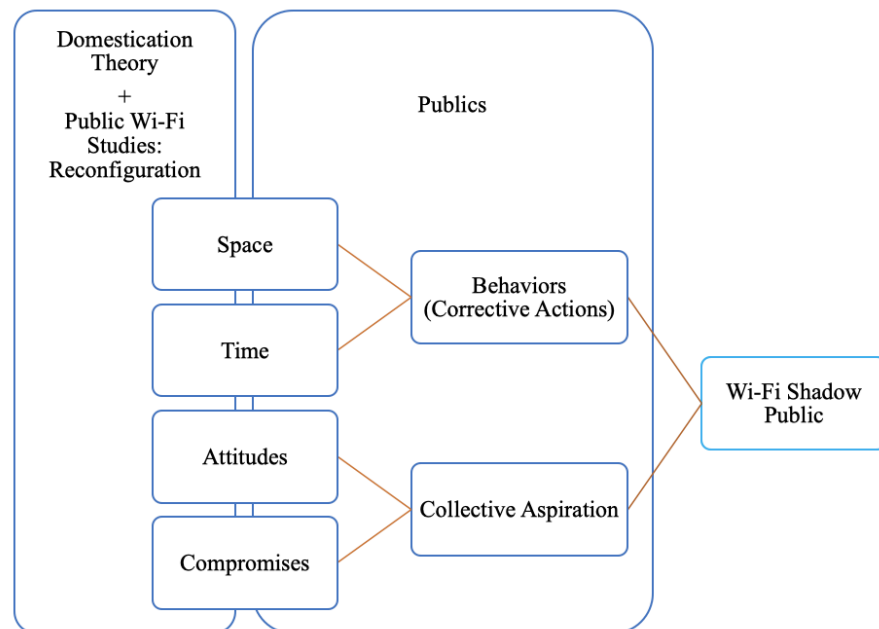 Domestication
Theory
+
Public Wi-Fi
Studies:
Reconfiguration
Publics
Space
Time
Attitudes
Compromises
Behaviors
(Corrective Actions)
Collective Aspiration
Wi-Fi Shadow
Public